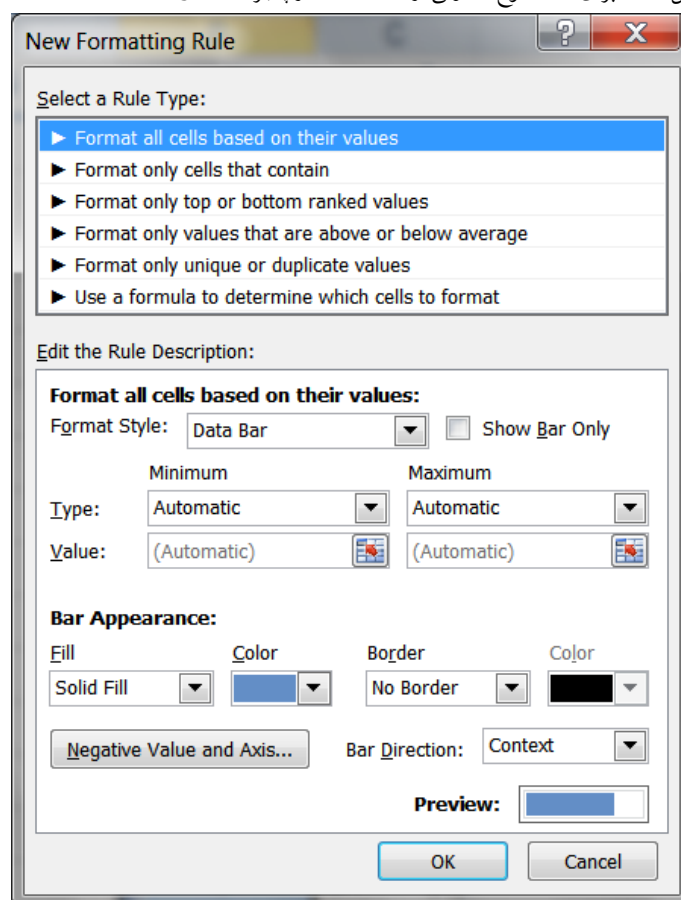 New Formatting Rule
Select a Rule Type:
► Format all cells based on their values
► Format only cells that contain
► Format only top or bottom ranked values
► Format only values that are above or below average
► Format only unique or duplicate values
► Use a formula to determine which cells to format
Edit the Rule Description:
Format all cells based on their values:
Format Style: Data Bar Show Bar Only
Minimum Maximum
Type: Automatic Automatic
Value: (Automatic) (Automatic)
Bar Appearance:
Fill Color Border Color
Solid Fill No Border
Negative Value and Axis... Bar Direction: Context
Preview:
OK Cancel